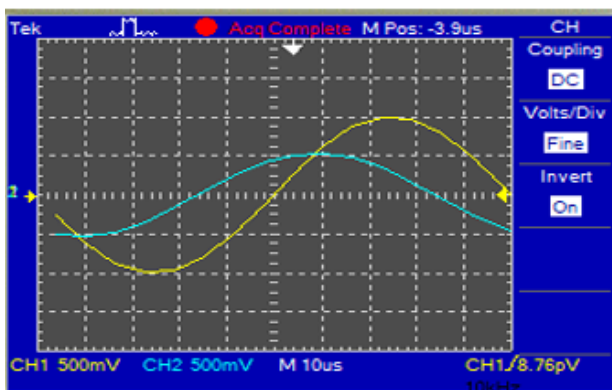 Tek Acq Complete M Pos: -3.9us CH
Coupling
DC
Volts/Div
Fine
Invert
On
2
CH1 500mV CH2 500mV M 10us CH1 8.76pV
10kHz